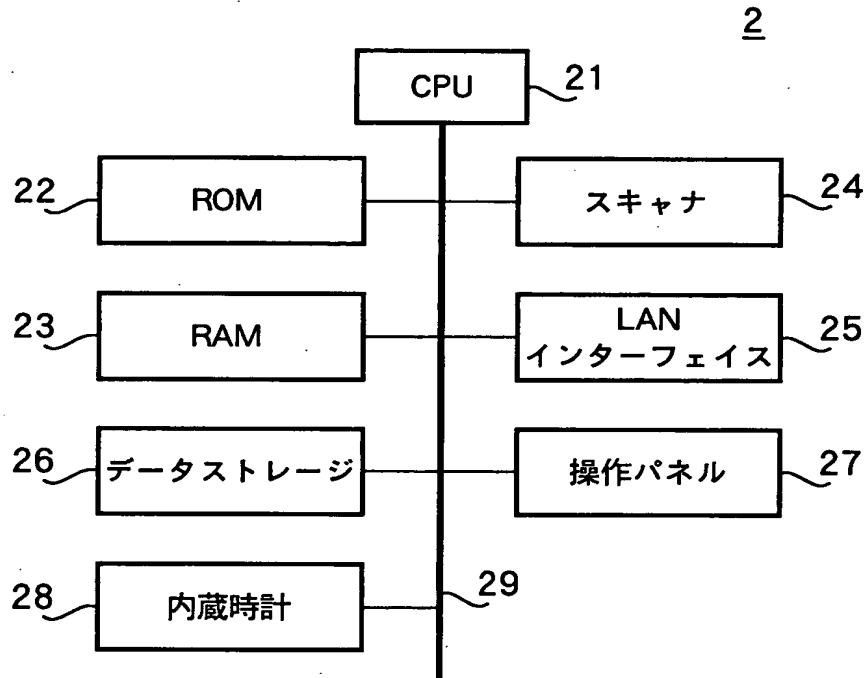 2
CPU
21
22
ROM
スキャナ
24
23
RAM
LAN
インターフェイス
25
26
データストレージ
操作パネル
27
28
内蔵時計
29